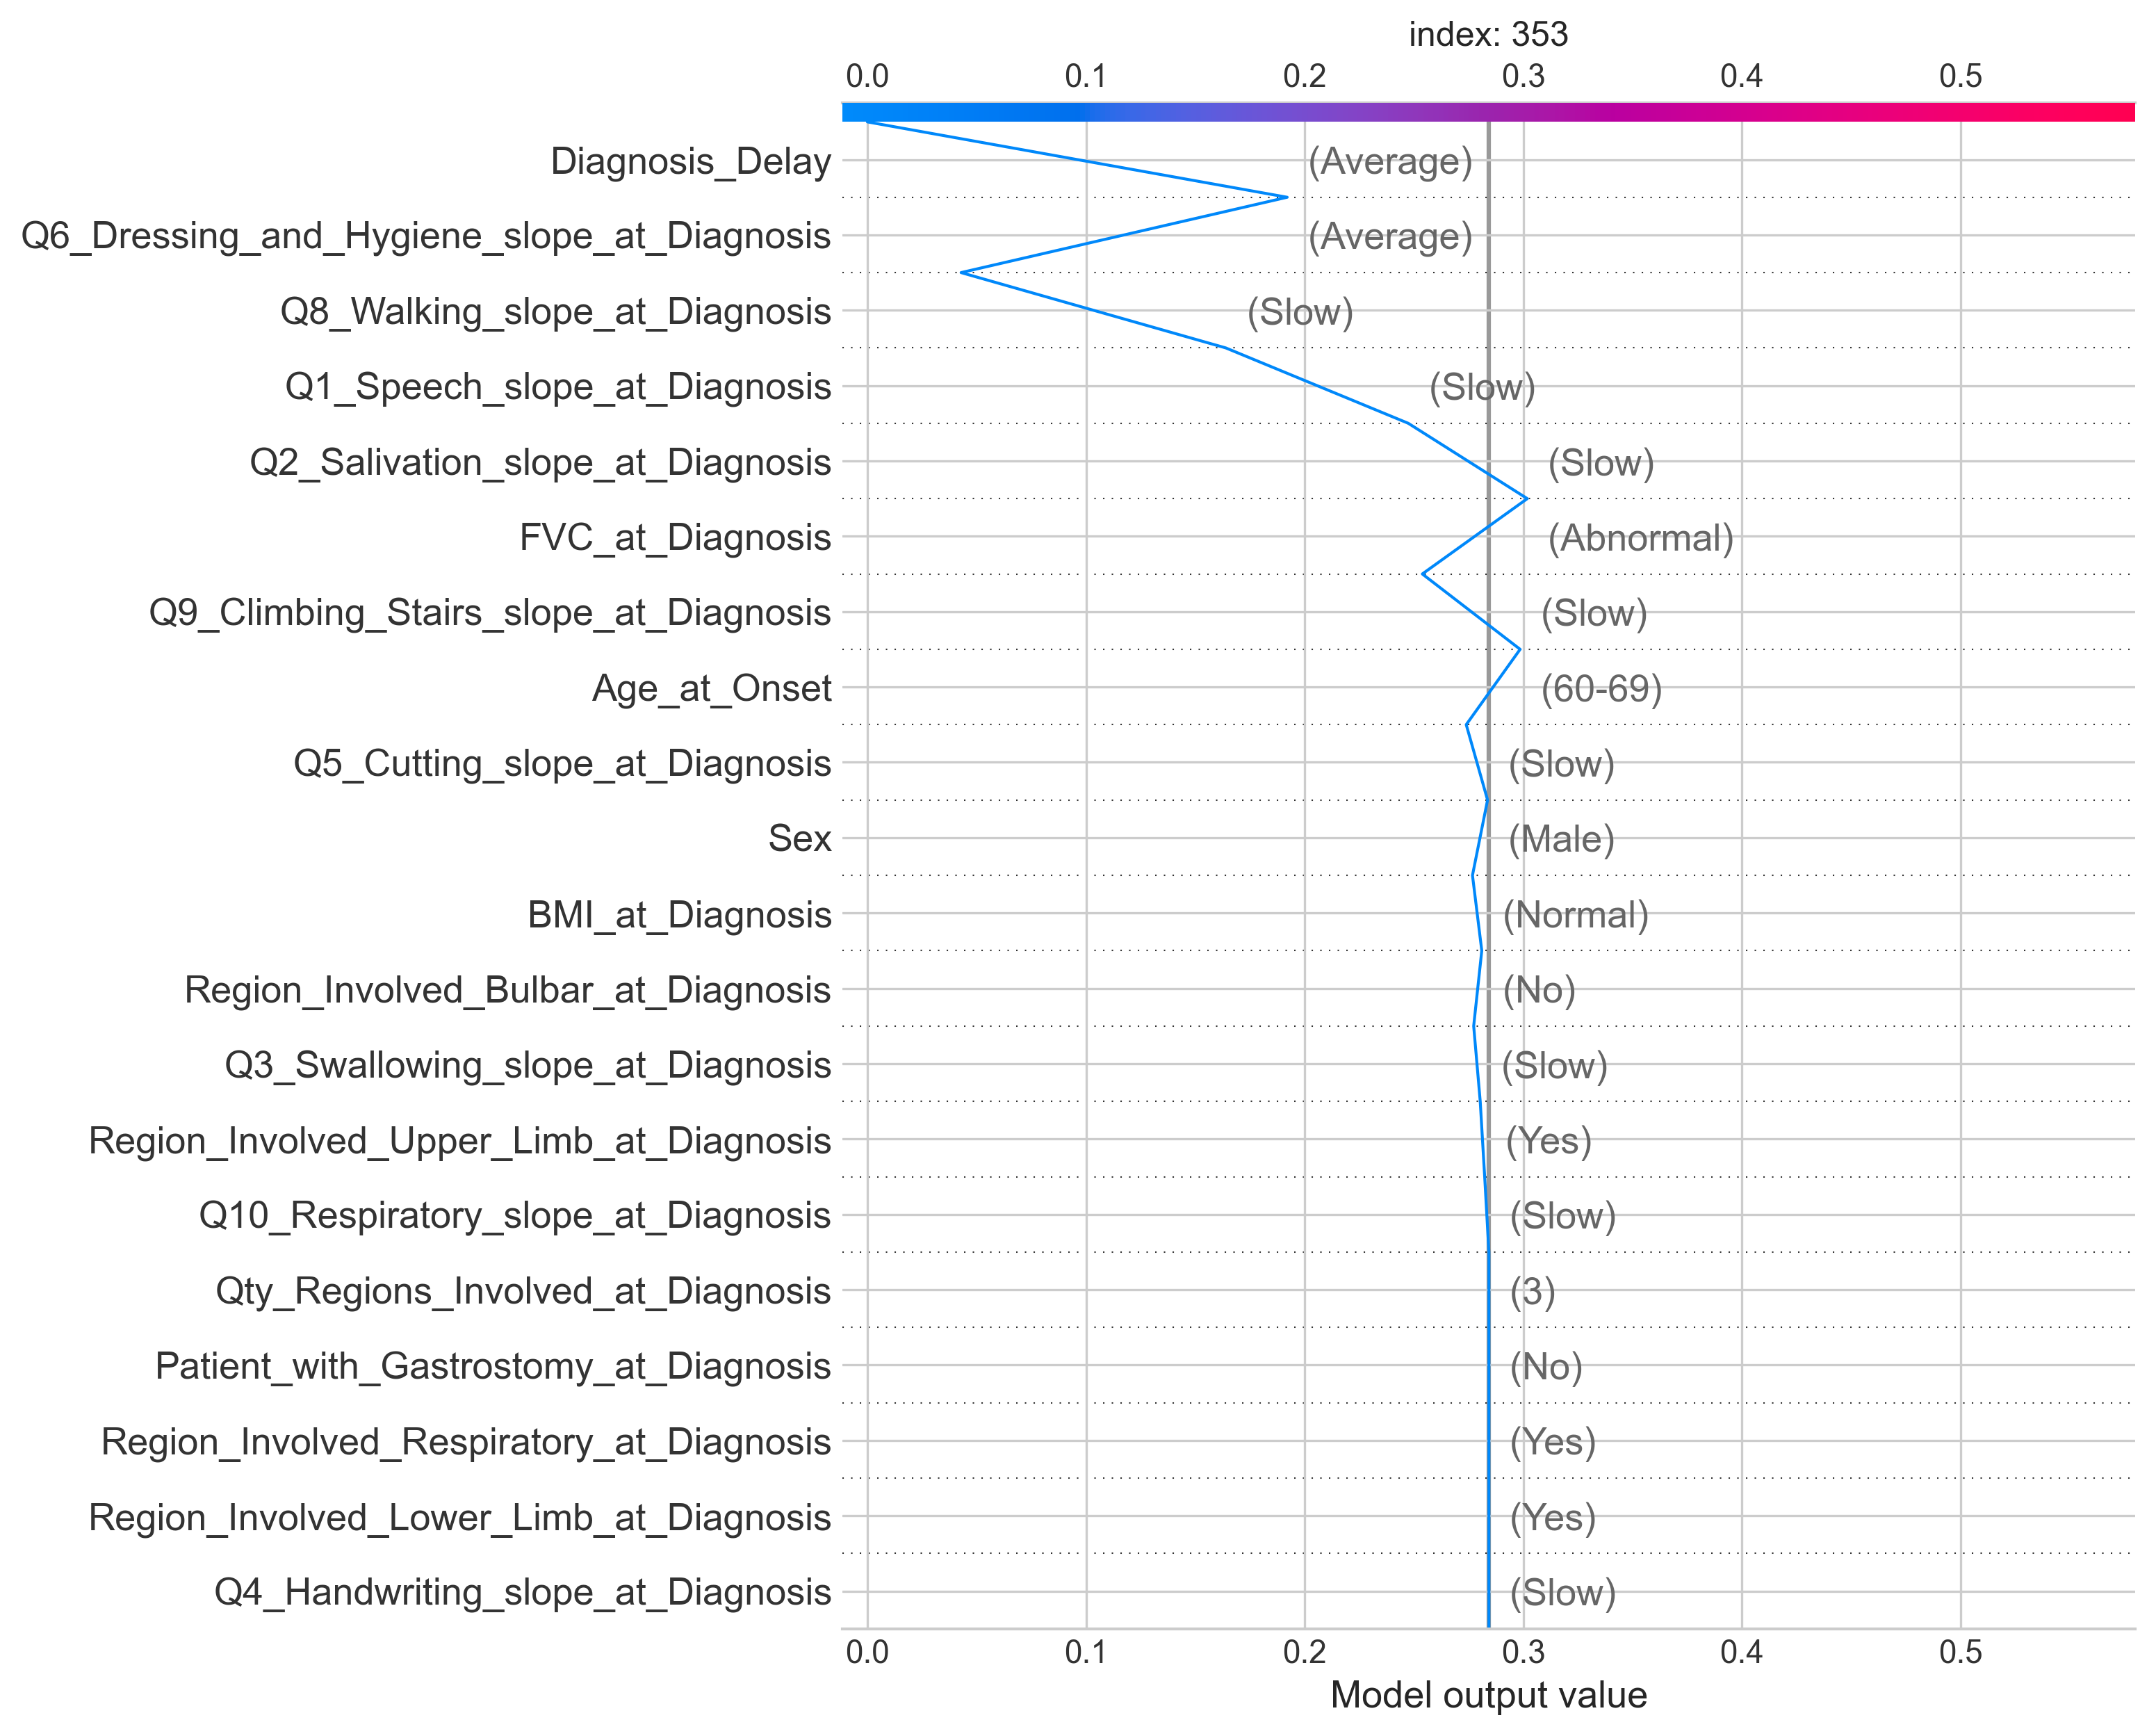 index: 353
0.0 0.1 0.2 0.3 0.4 0.5
Diagnosis_Delay (Average)
Q6_Dressing_and_Hygiene_slope_at_Diagnosis (Average)
Q8_Walking_slope_at_Diagnosis (Slow)
Q1_Speech_slope_at_Diagnosis (Slow)
Q2_Salivation_slope_at_Diagnosis (Slow)
FVC_at_Diagnosis (Abnormal)
Q9_Climbing_Stairs_slope_at_Diagnosis (Slow)
Age_at_Onset (60-69)
Q5_Cutting_slope_at_Diagnosis (Slow)
Sex (Male)
BMI_at_Diagnosis (Normal)
Region_Involved_Bulbar_at_Diagnosis (No)
Q3_Swallowing_slope_at_Diagnosis (Slow)
Region_Involved_Upper_Limb_at_Diagnosis (Yes)
Q10_Respiratory_slope_at_Diagnosis (Slow)
Qty_Regions_Involved_at_Diagnosis (3)
Patient_with_Gastrostomy_at_Diagnosis (No)
Region_Involved_Respiratory_at_Diagnosis (Yes)
Region_Involved_Lower_Limb_at_Diagnosis (Yes)
Q4_Handwriting_slope_at_Diagnosis (Slow)
0.0 0.1 0.2 0.3 0.4 0.5
Model output value